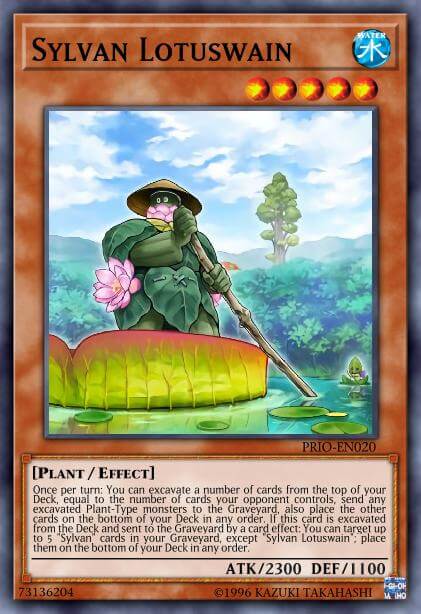 SYLVAN LOTUSWAIN
WATER
水
PRIO-EN020
[PLANT / EFFECT]
Once per turn: You can excavate a number of cards from the top of your
Deck, equal to the number of cards your opponent controls, send any
excavated Plant-Type monsters to the Graveyard, also place the other
cards on the bottom of your Deck in any order. If this card is excavated
from the Deck and sent to the Graveyard by a card effect: You can target
up to 5 "Sylvan" cards in your Graveyard, except "Sylvan Lotuswain"; place
them on the bottom of your Deck in any order.
ATK/2300 DEF/1100
73136204
©1996 KAZUKI TAKAHASHI